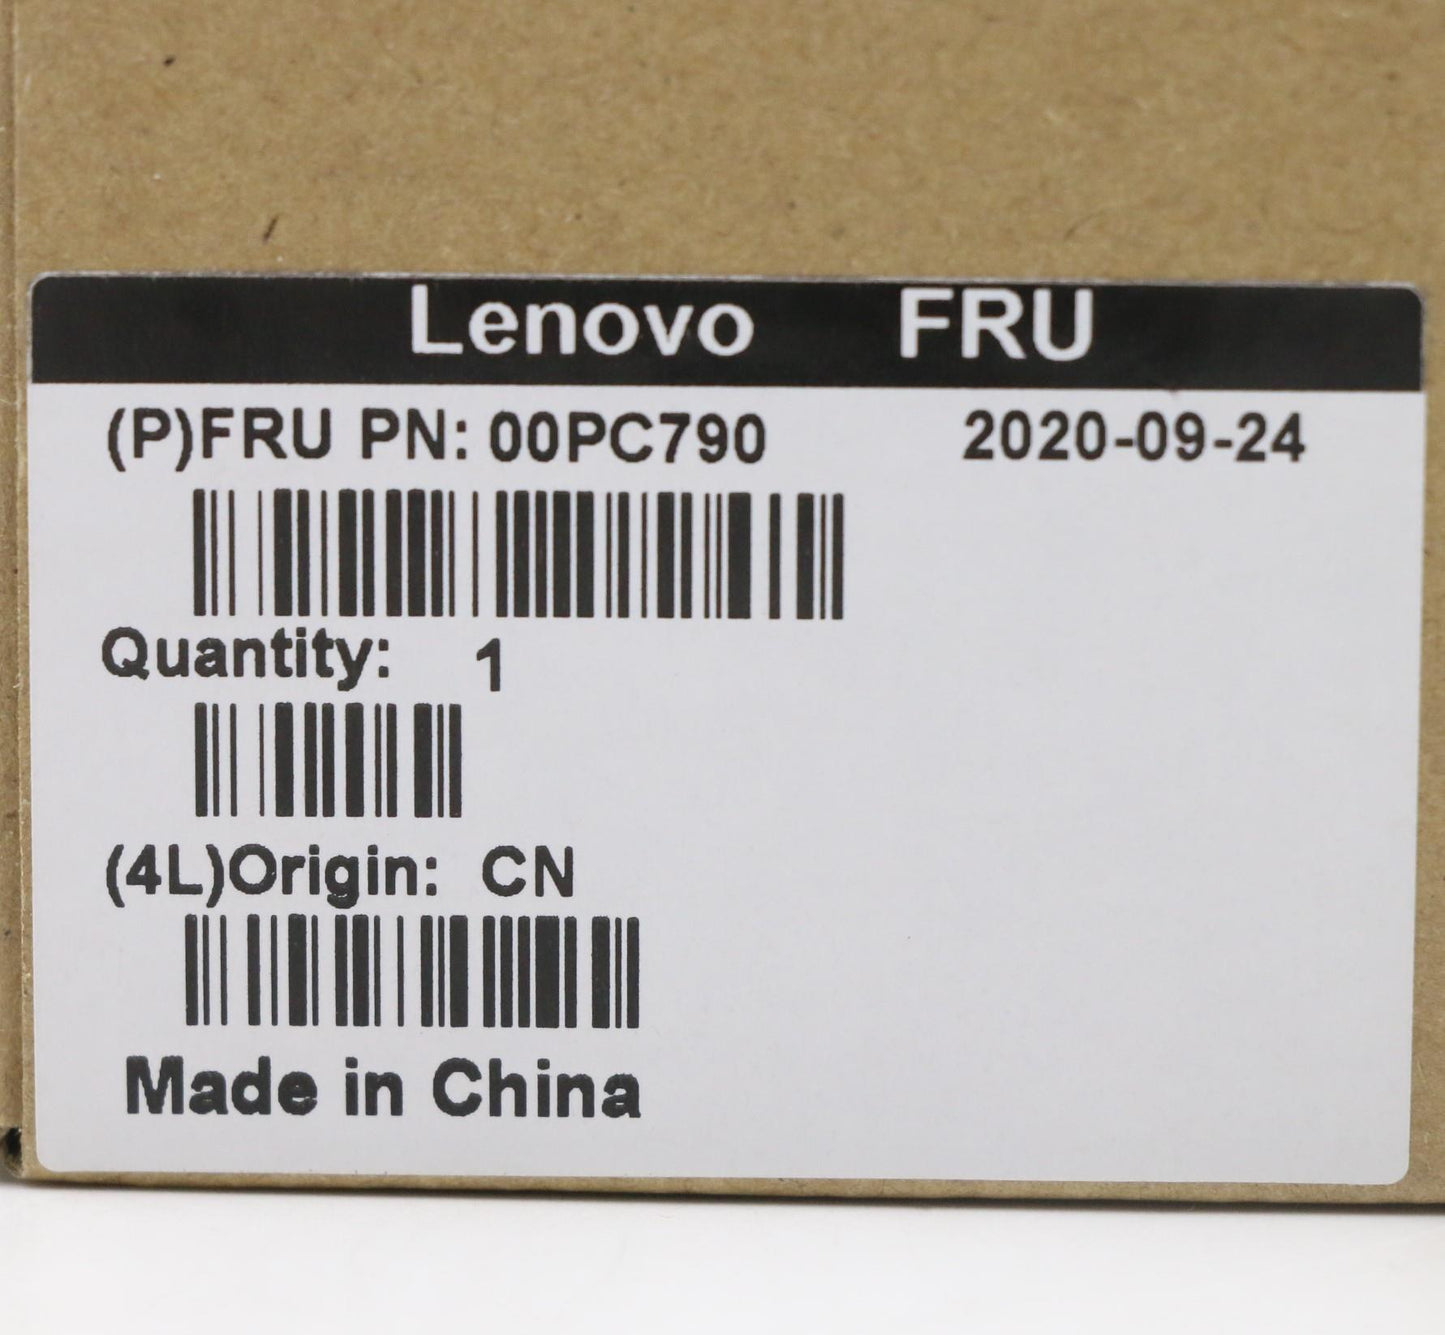 Lenovo FRU
(P)FRU PN: 00PC790 2020-09-24
Quantity: 1
(4L)Origin: CN
Made in China